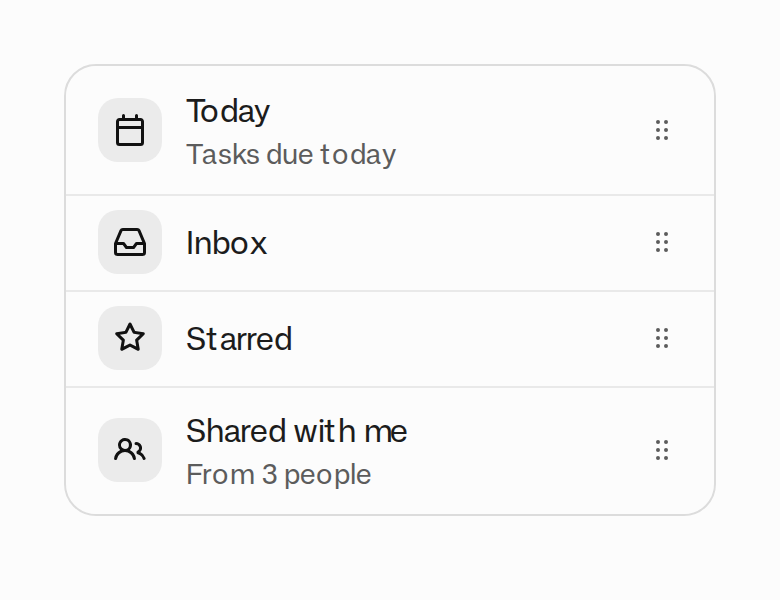 Today
Tasks due today
Inbox
Starred
Shared with me
From 3 people